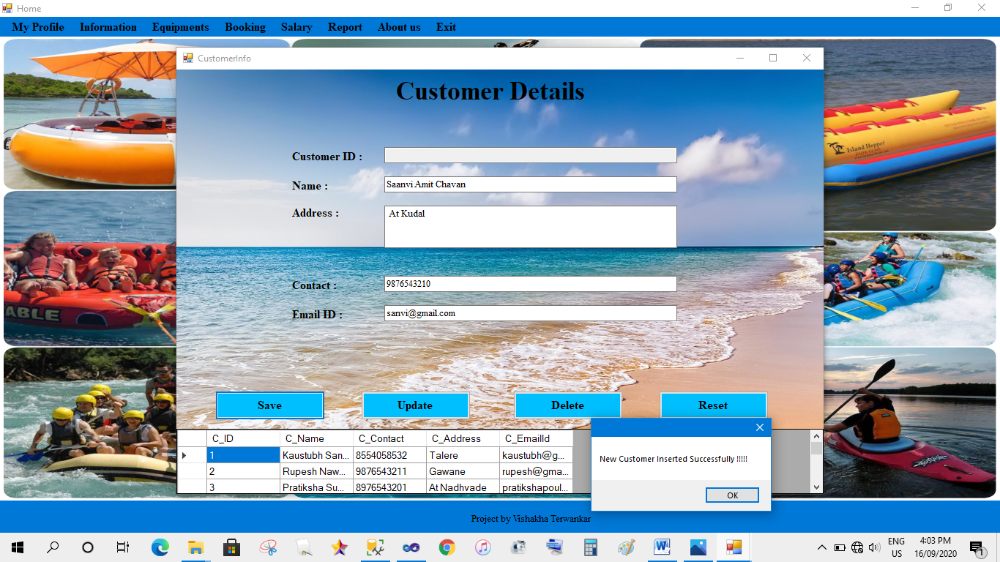 Home
My Profile Information Equipments Booking Salary Report About us Exit
CustomerInfo
Customer Details
Customer ID :
Name : Saanvi Amit Chavan
Address : At Kudal
Contact : 9876543210
Email ID : sanvi@gmail.com
Save Update Delete Reset
C_ID C_Name C_Contact C_Address C_EmailId
1 Kaustubh San... 8554058532 Talere kaustubh@g...
2 Rupesh Naw... 9876543211 Gawane rupesh@gma...
3 Pratiksha Su... 8976543201 At Nadhvade pratikshapoul...
New Customer Inserted Successfully !!!!!
OK
Island Hopper
ABLE
Project by Vishakha Terwankar
ENG
US
4:03 PM
16/09/2020
1